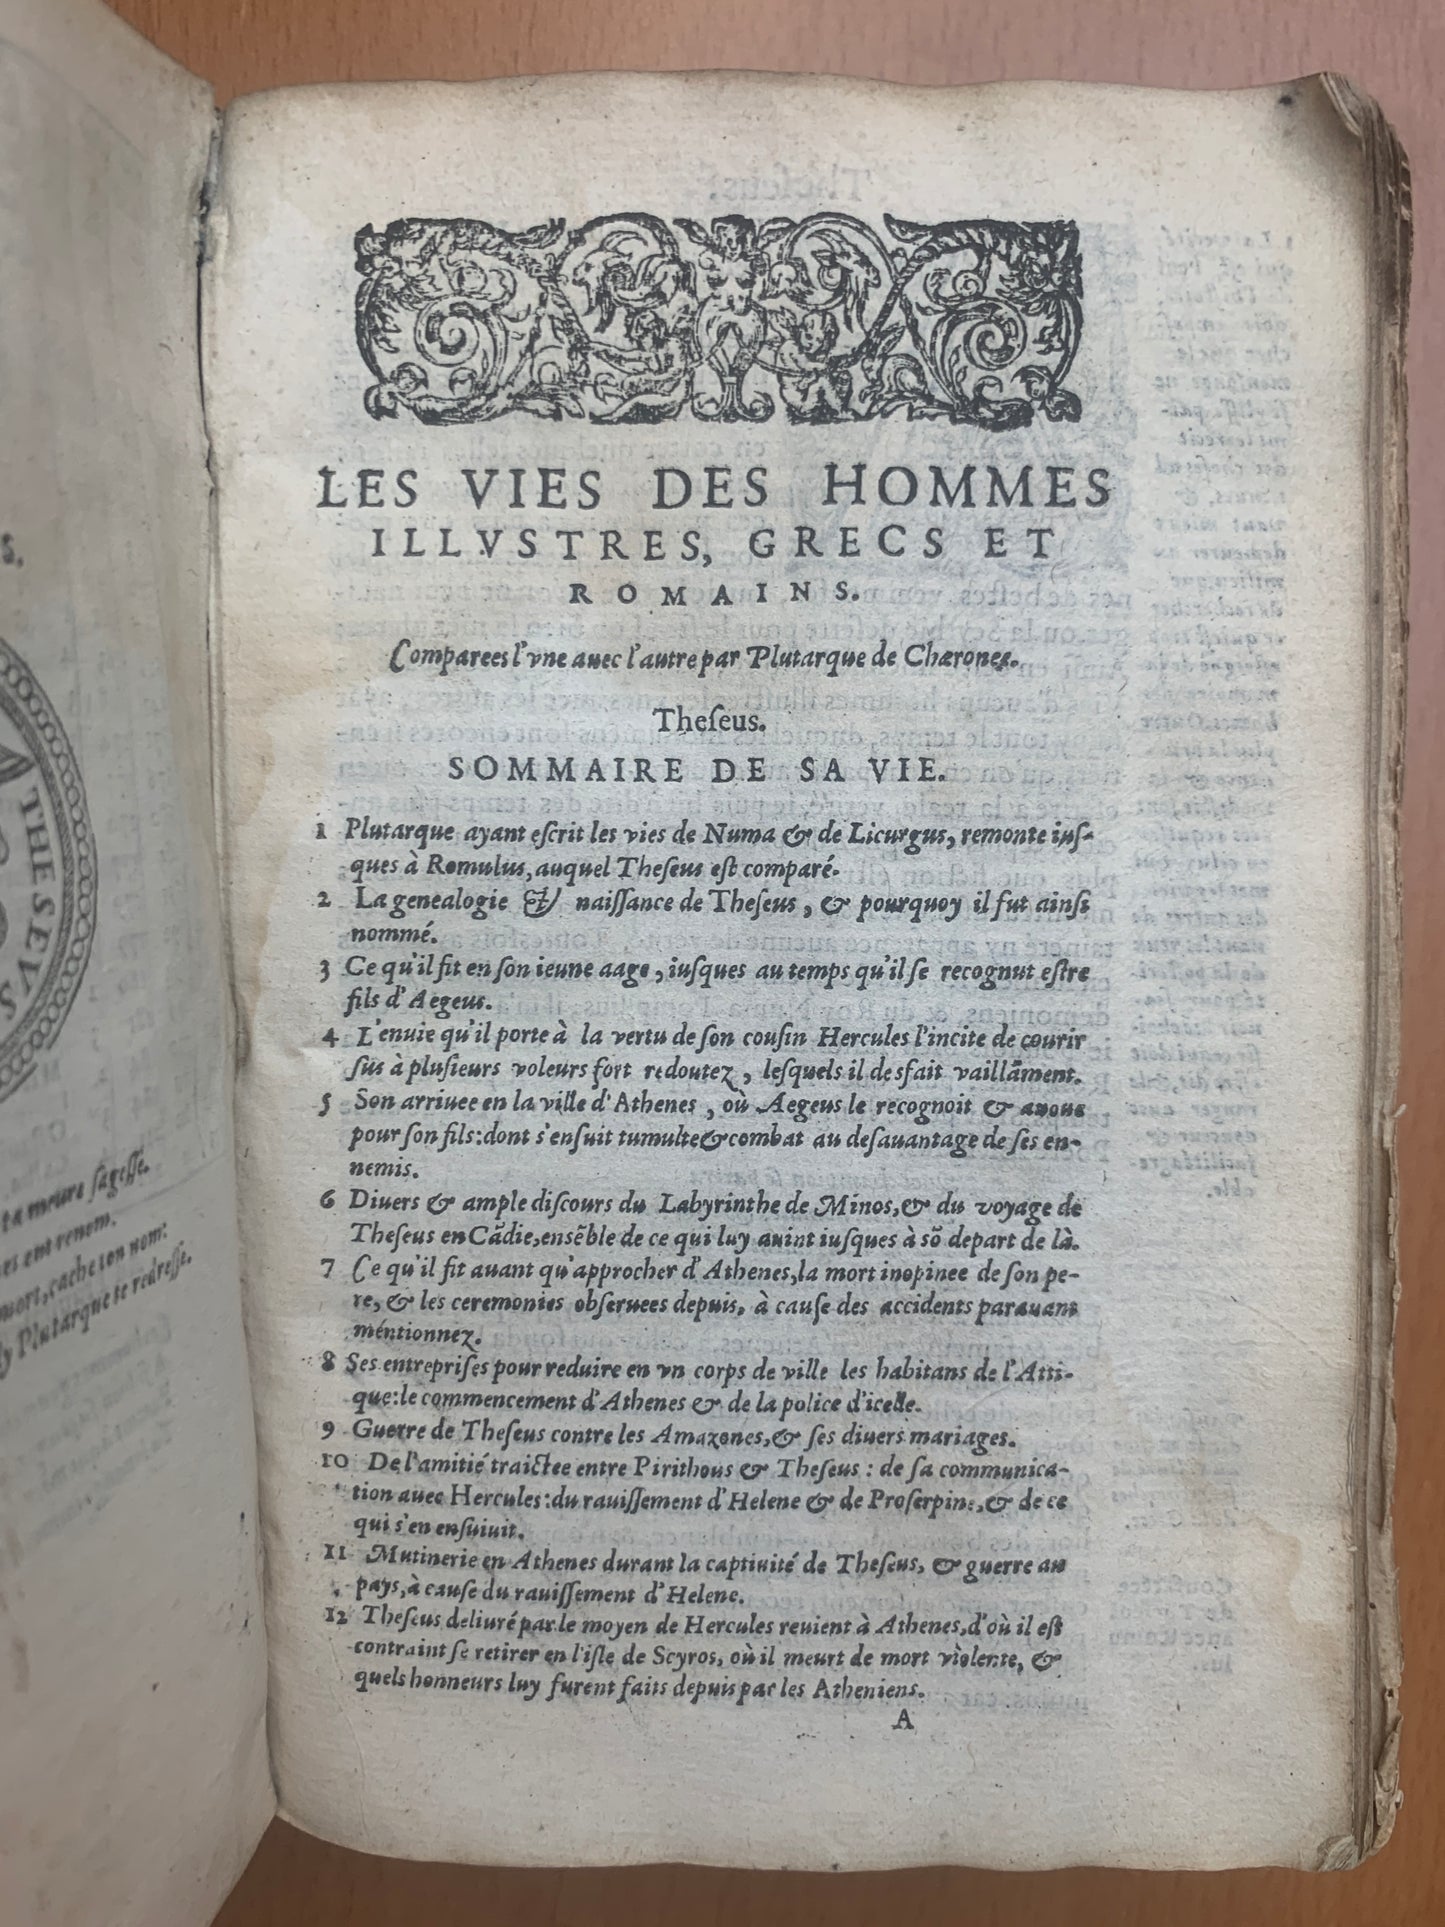 LES VIES DES HOMMES
ILLVSTRES, GRECS ET
ROMAINS.
Comparees l'vne auec l'autre par Plutarque de Chæronee.
Theſeus.
SOMMAIRE DE SA VIE.
1 Plutarque ayant eſcrit les vies de Numa & de Licurgus, remonte iuſ-
ques à Romulus, auquel Theſeus eſt comparé.
2 La genealogie & naiſſance de Theſeus, & pourquoy il fut ainſi
nommé.
3 Ce qu'il fit en ſon ieune aage, iuſques au temps qu'il ſe recognut eſtre
fils d'Aegeus.
4 L'enuie qu'il porte à la vertu de ſon couſin Hercules l'incite de courir
ſus à pluſieurs voleurs fort redoutez, leſquels il desfait vaillãment.
5 Son arriuee en la ville d'Athenes, où Aegeus le recognoit & auoue
pour ſon fils: dont s'enſuit tumulte & combat au deſauantage de ſes en-
nemis.
6 Diuers & ample diſcours du Labyrinthe de Minos, & du voyage de
Theſeus en Cãdie, enſẽble de ce qui luy auint iuſques à sõ depart de là.
7 Ce qu'il fit auant qu'approcher d'Athenes, la mort inopinee de ſon pe-
re, & les ceremonies obſeruees depuis, à cauſe des accidents parauant
mentionnez.
8 Ses entrepriſes pour reduire en vn corps de ville les habitans de l'Atti-
que: le commencement d'Athenes & de la police d'icelle.
9 Guerre de Theſeus contre les Amazones, & ſes diuers mariages.
10 De l'amitié traictee entre Pirithous & Theſeus : de ſa communica-
tion auec Hercules: du rauiſſement d'Helene & de Proſerpine, & de ce
qui s'en enſuiuit.
11 Mutinerie en Athenes durant la captiuité de Theſeus, & guerre au
pays, à cauſe du rauiſſement d'Helene.
12 Theſeus deliuré par le moyen de Hercules reuient à Athenes, d'où il eſt
contraint ſe retirer en l'iſle de Scyros, où il meurt de mort violente, &
quels honneurs luy furent faits depuis par les Atheniens.
A
THESEVS
ta meure ſageſſe.
ont venom.
mort, cache ton nom:
Plutarque te redreſſe.